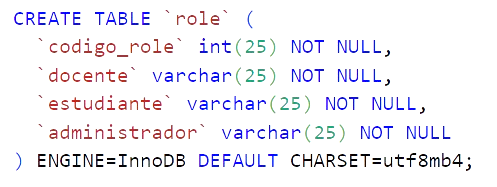 CREATE TABLE `role` (
`codigo_role` int(25) NOT NULL,
`docente` varchar(25) NOT NULL,
`estudiante` varchar(25) NOT NULL,
`administrador` varchar(25) NOT NULL
) ENGINE=InnoDB DEFAULT CHARSET=utf8mb4;